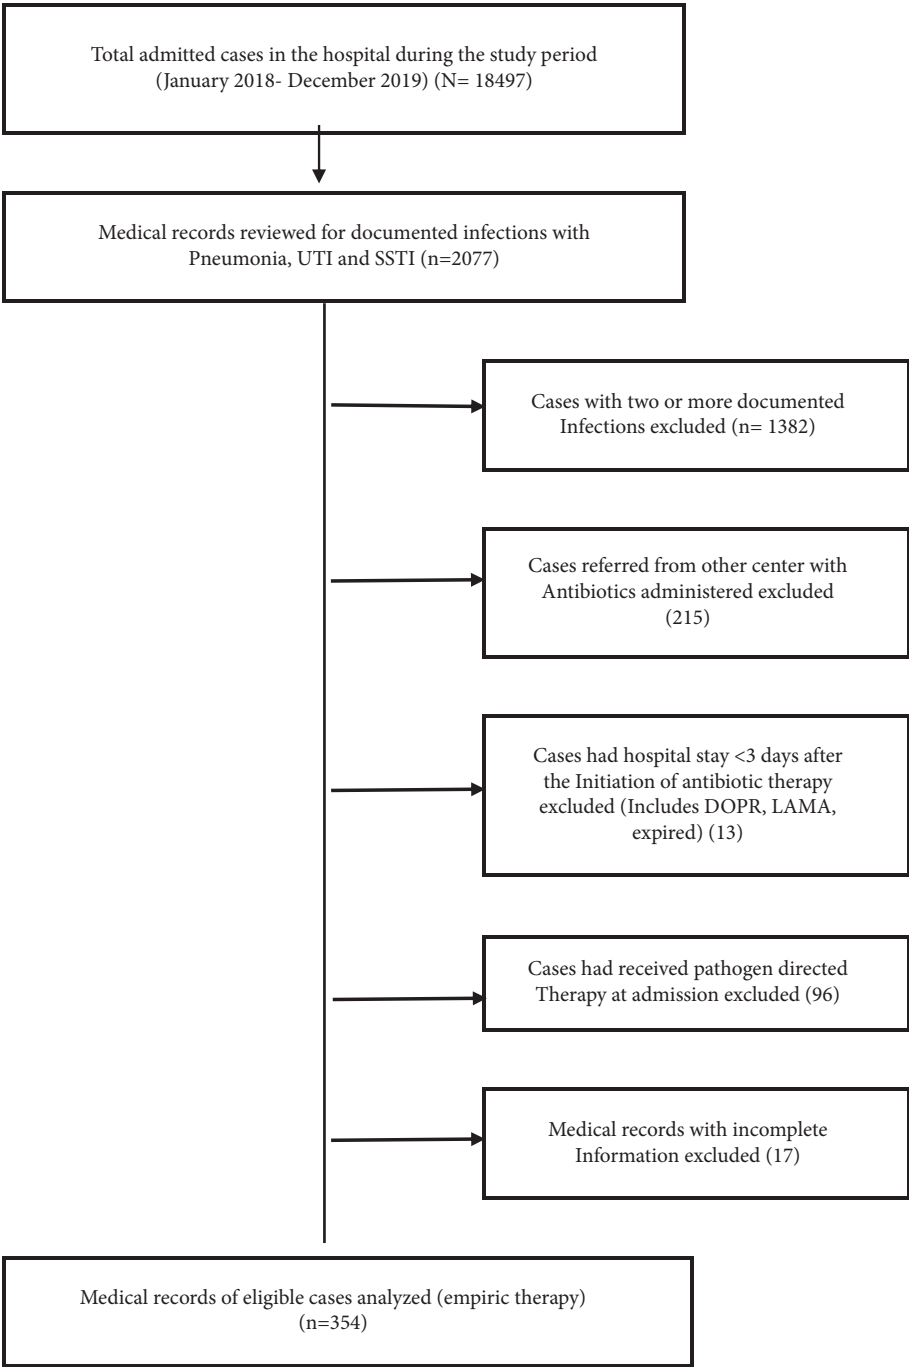 Total admitted cases in the hospital during the study period
(January 2018- December 2019) (N= 18497)
Medical records reviewed for documented infections with
Pneumonia, UTI and SSTI (n=2077)
Cases with two or more documented
Infections excluded (n= 1382)
Cases referred from other center with
Antibiotics administered excluded
(215)
Cases had hospital stay <3 days after
the Initiation of antibiotic therapy
excluded (Includes DOPR, LAMA,
expired) (13)
Cases had received pathogen directed
Therapy at admission excluded (96)
Medical records with incomplete
Information excluded (17)
Medical records of eligible cases analyzed (empiric therapy)
(n=354)